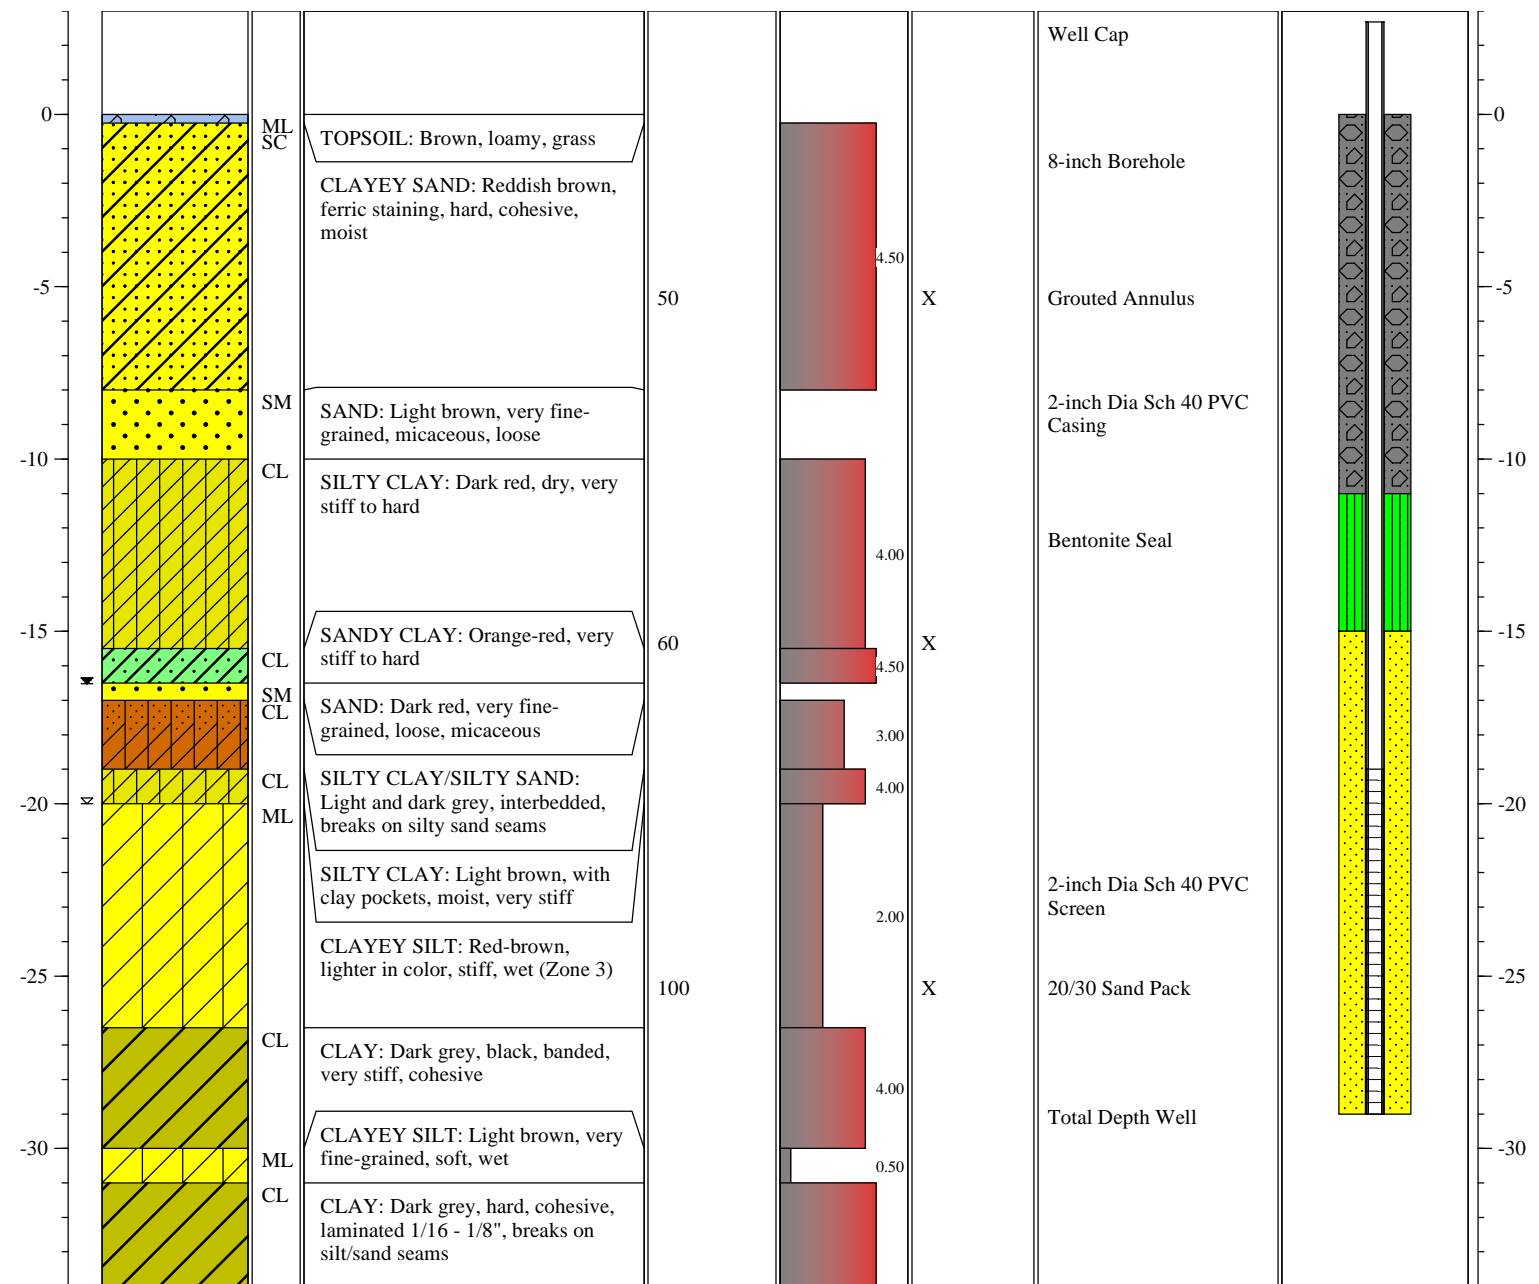 0
-5
-10
-15
-20
-25
-30
ML
SC
SM
CL
CL
SM
CL
CL
ML
CL
ML
CL
TOPSOIL: Brown, loamy, grass
CLAYEY SAND: Reddish brown,
ferric staining, hard, cohesive,
moist
SAND: Light brown, very fine-
grained, micaceous, loose
SILTY CLAY: Dark red, dry, very
stiff to hard
SANDY CLAY: Orange-red, very
stiff to hard
SAND: Dark red, very fine-
grained, loose, micaceous
SILTY CLAY/SILTY SAND:
Light and dark grey, interbedded,
breaks on silty sand seams
SILTY CLAY: Light brown, with
clay pockets, moist, very stiff
CLAYEY SILT: Red-brown,
lighter in color, stiff, wet (Zone 3)
CLAY: Dark grey, black, banded,
very stiff, cohesive
CLAYEY SILT: Light brown, very
fine-grained, soft, wet
CLAY: Dark grey, hard, cohesive,
laminated 1/16 - 1/8", breaks on
silt/sand seams
50
60
100
4.50
4.00
4.50
3.00
4.00
2.00
4.00
0.50
X
X
X
Well Cap
8-inch Borehole
Grouted Annulus
2-inch Dia Sch 40 PVC
Casing
Bentonite Seal
2-inch Dia Sch 40 PVC
Screen
20/30 Sand Pack
Total Depth Well
0
-5
-10
-15
-20
-25
-30